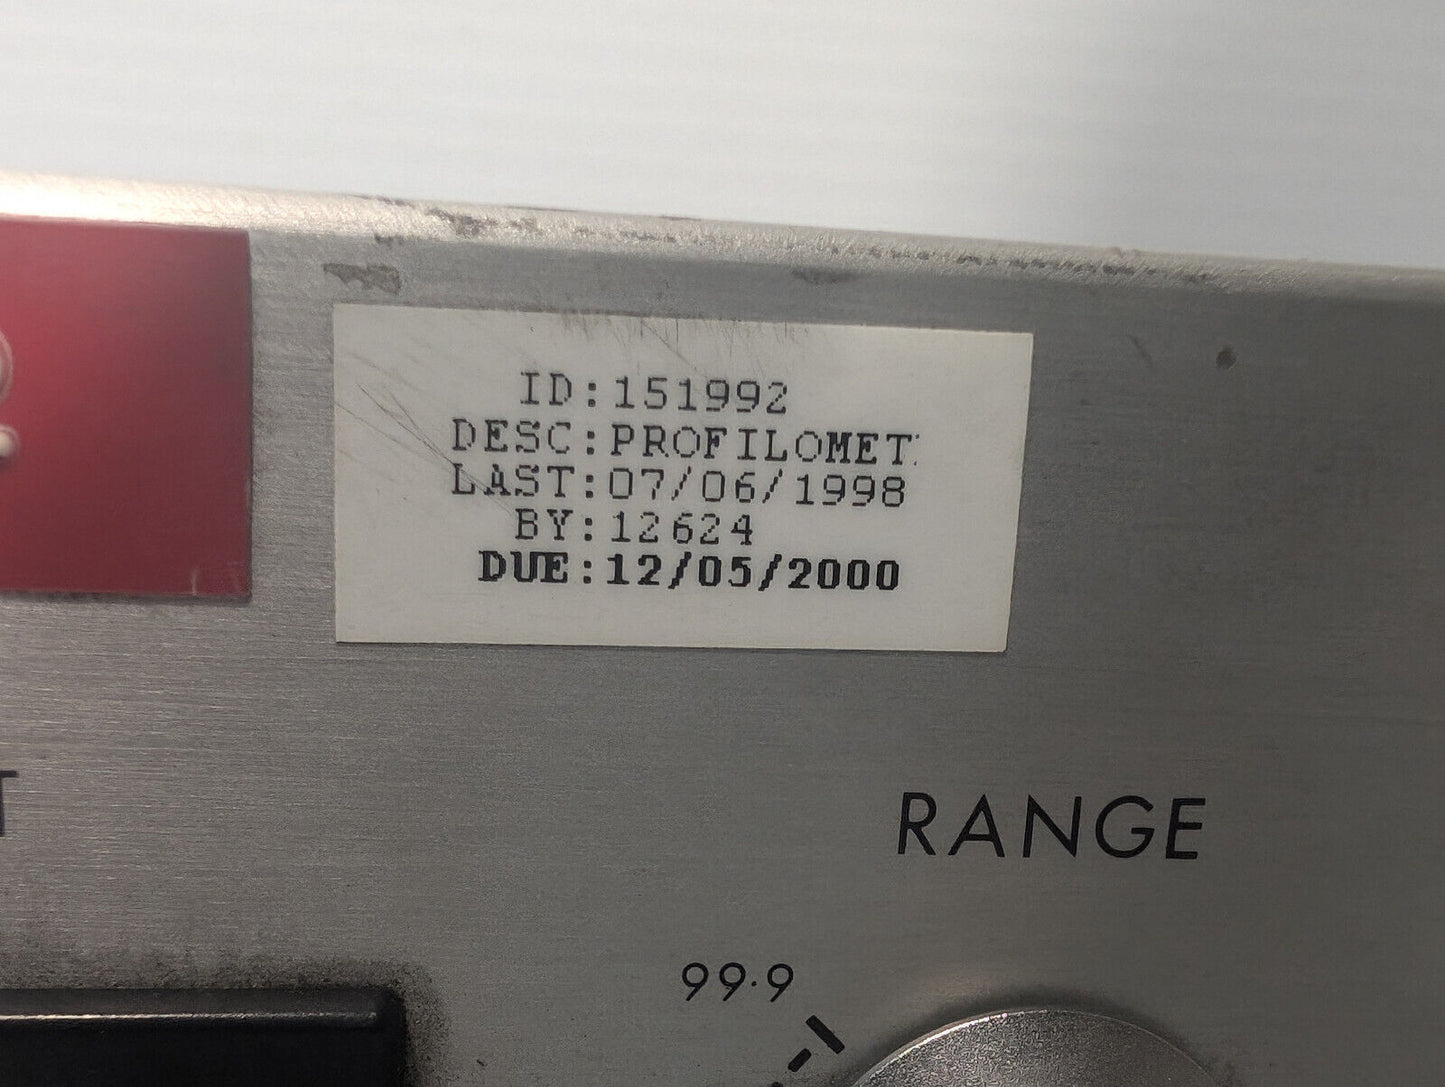 ID:151992
DESC:PROFILOMET
LAST:07/06/1998
BY:12624
DUE:12/05/2000
T
RANGE
99.9